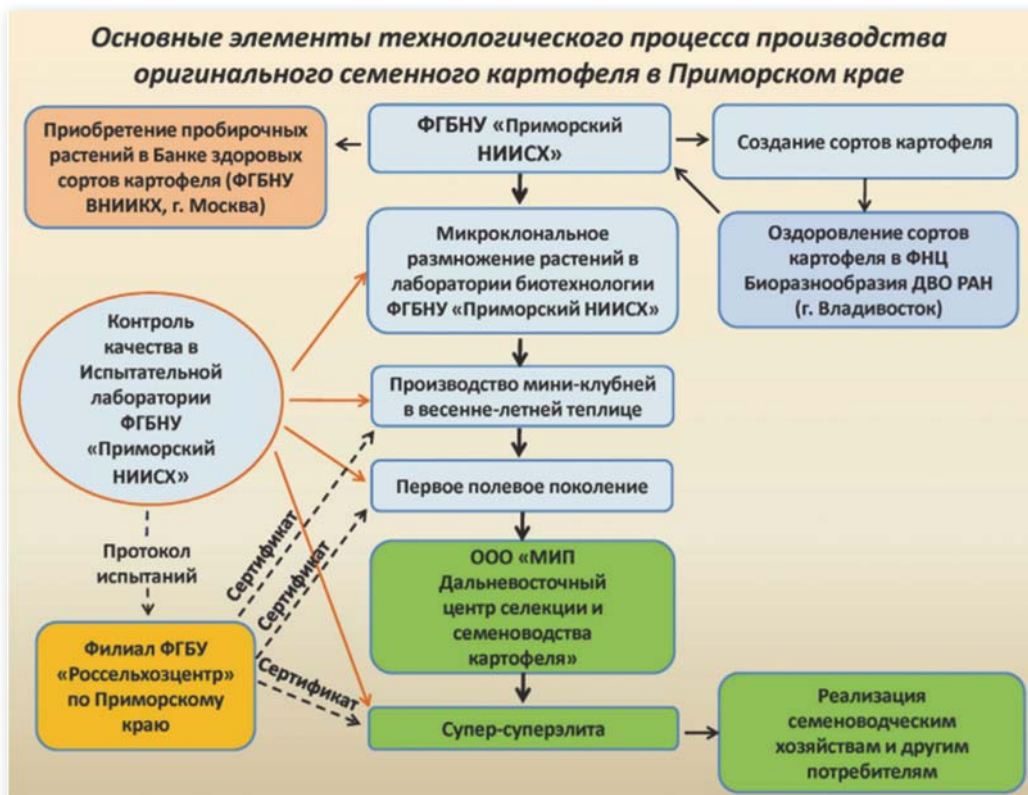 Основные элементы технологического процесса производства
оригинального семенного картофеля в Приморском крае
Приобретение пробирочных
растений в Банке здоровых
сортов картофеля (ФГБНУ
ВНИИКХ, г. Москва)
ФГБНУ «Приморский
НИИСХ»
Создание сортов картофеля
Микроклональное
размножение растений в
лаборатории биотехнологии
ФГБНУ «Приморский НИИСХ»
Оздоровление сортов
картофеля в ФНЦ
Биоразнообразия ДВО РАН
(г. Владивосток)
Контроль
качества в
Испытательной
лаборатории
ФГБНУ
«Приморский
НИИСХ»
Производство мини-клубней
в весенне-летней теплице
Первое полевое поколение
Протокол
испытаний
Сертификат
Сертификат
Сертификат
ООО «МИП
Дальневосточный
центр селекции и
семеноводства
картофеля»
Филиал ФГБУ
«Россельхозцентр»
по Приморскому
краю
Супер-суперэлита
Реализация
семеноводческим
хозяйствам и другим
потребителям